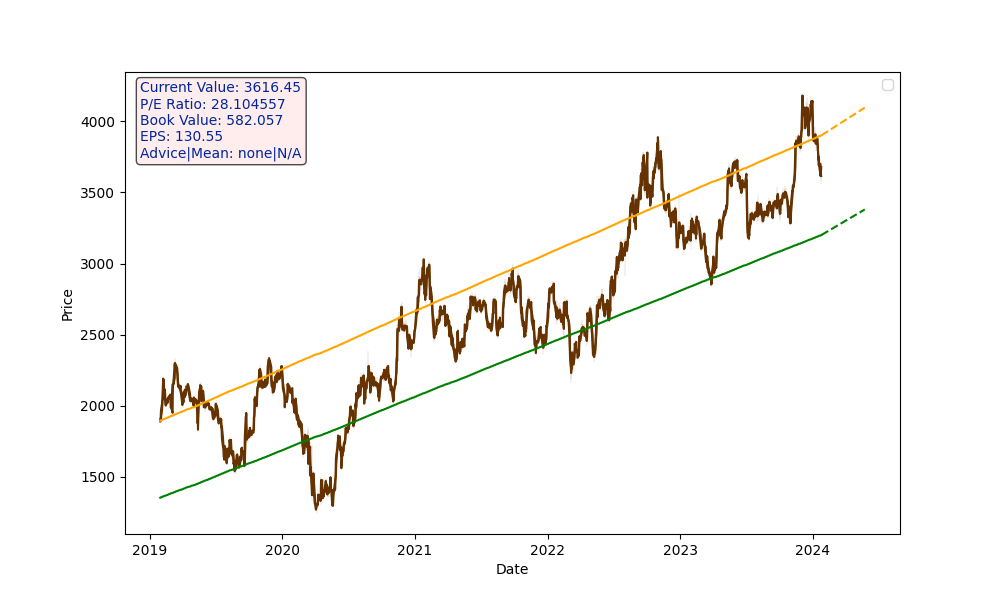 Current Value: 3616.45
P/E Ratio: 28.104557
Book Value: 582.057
EPS: 130.55
Advice|Mean: none|N/A
4000
3500
3000
2500
2000
1500
Price
2019 2020 2021 2022 2023 2024
Date